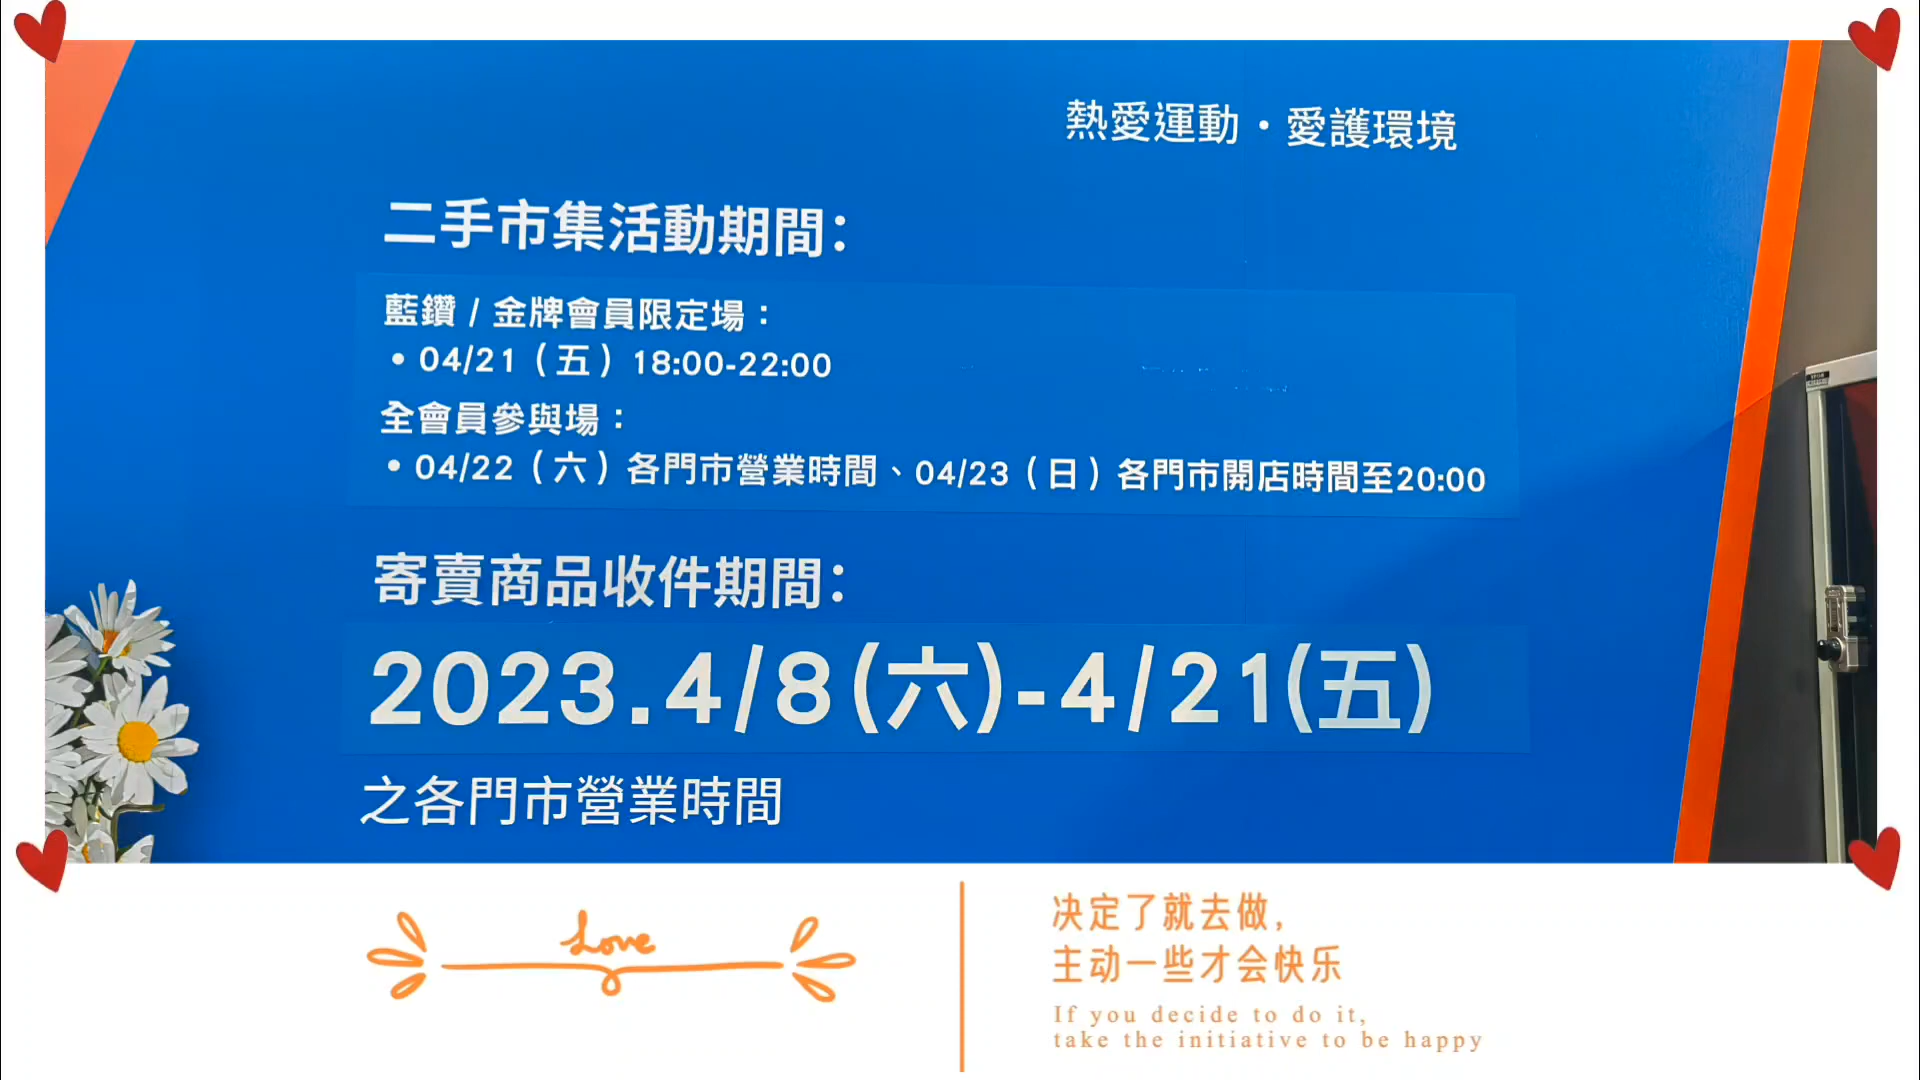 熱愛運動・愛護環境
二手市集活動期間：
藍鑽 / 金牌會員限定場：
• 04/21（五）18:00-22:00
全會員參與場：
• 04/22（六）各門市營業時間、04/23（日）各門市開店時間至20:00
寄賣商品收件期間：
2023.4/8(六)-4/21(五)
之各門市營業時間
Love
决定了就去做，
主动一些才会快乐
If you decide to do it,
take the initiative to be happy